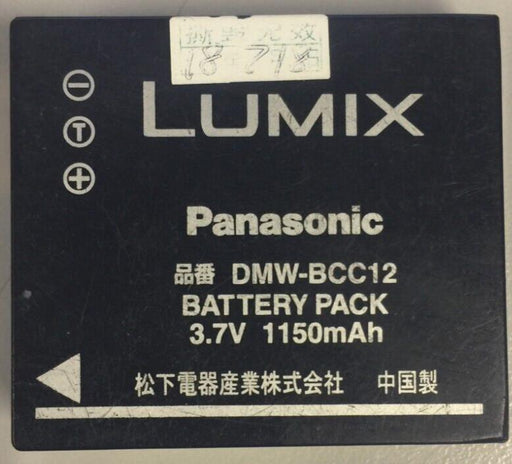 LUMIX
T
Panasonic
品番 DMW-BCC12
BATTERY PACK
3.7V 1150mAh
松下電器産業株式会社 中国製